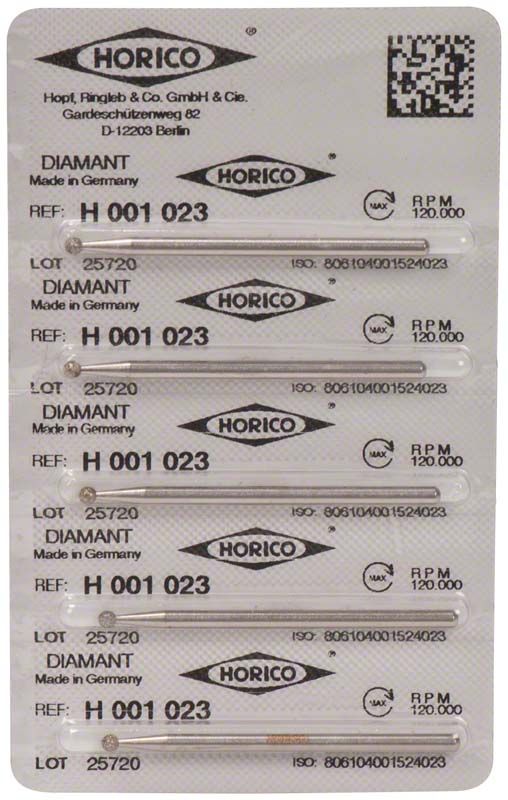 HORICO ®
Hopf, Ringleb & Co. GmbH & Cie.
Gardeschützenweg 82
D-12203 Berlin
DIAMANT HORICO ®
Made in Germany
REF: H 001 023 MAX RPM 120.000
LOT 25720 ISO: 806104001524023
DIAMANT HORICO ®
Made in Germany
REF: H 001 023 MAX RPM 120.000
LOT 25720 ISO: 806104001524023
DIAMANT HORICO ®
Made in Germany
REF: H 001 023 MAX RPM 120.000
LOT 25720 ISO: 806104001524023
DIAMANT HORICO ®
Made in Germany
REF: H 001 023 MAX RPM 120.000
LOT 25720 ISO: 806104001524023
DIAMANT HORICO ®
Made in Germany
REF: H 001 023 MAX RPM 120.000
LOT 25720 ISO: 806104001524023